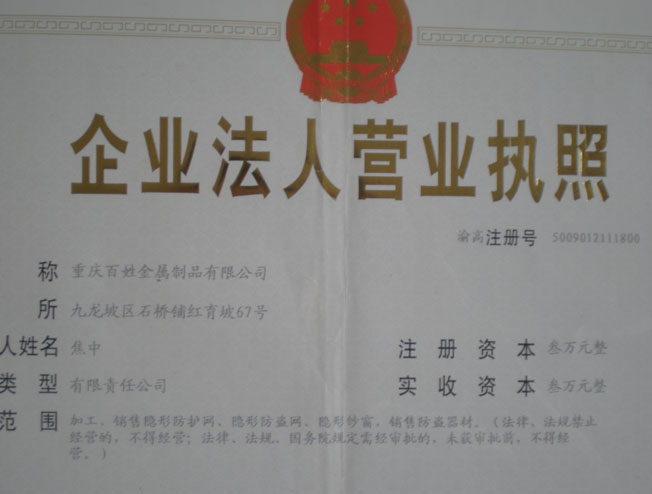 企业法人营业执照
渝高注册号 5009012111800
称 重庆百姓金属制品有限公司
所 九龙坡区石桥铺红育坡67号
人姓名 焦中 注册资本 叁万元整
类型 有限责任公司 实收资本 叁万元整
范围 加工、销售隐形防护网、隐形防盗网、隐形纱窗，销售防盗器材。（法律、法规禁止
经营的，不得经营；法律、法规、国务院规定需经审批的，未获审批前，不得经
营。）